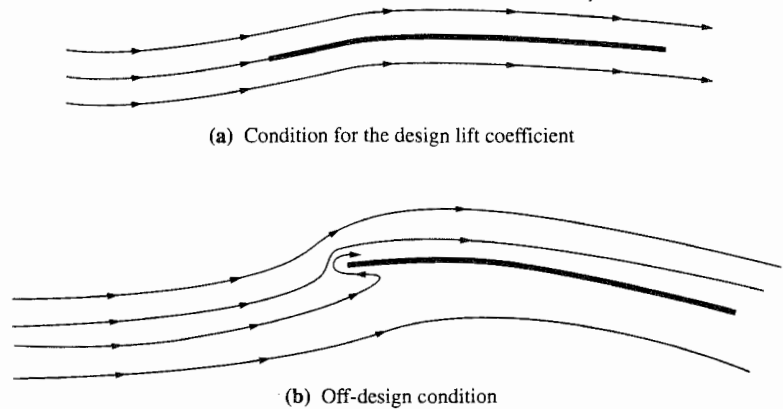 (a) Condition for the design lift coefficient
(b) Off-design condition